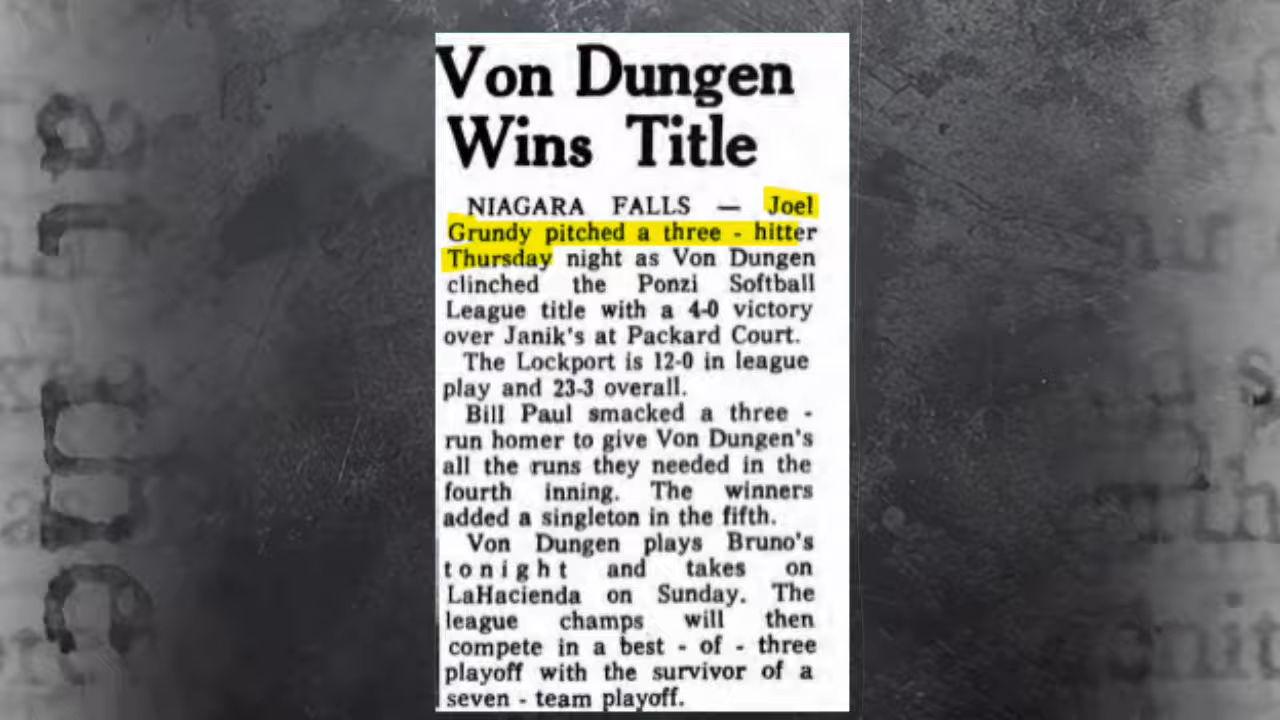 Von Dungen
Wins Title
NIAGARA FALLS — Joel
Grundy pitched a three - hitter
Thursday night as Von Dungen
clinched the Ponzi Softball
League title with a 4-0 victory
over Janik's at Packard Court.
The Lockport is 12-0 in league
play and 23-3 overall.
Bill Paul smacked a three -
run homer to give Von Dungen's
all the runs they needed in the
fourth inning. The winners
added a singleton in the fifth.
Von Dungen plays Bruno's
tonight and takes on
LaHacienda on Sunday. The
league champs will then
compete in a best - of - three
playoff with the survivor of a
seven - team playoff.